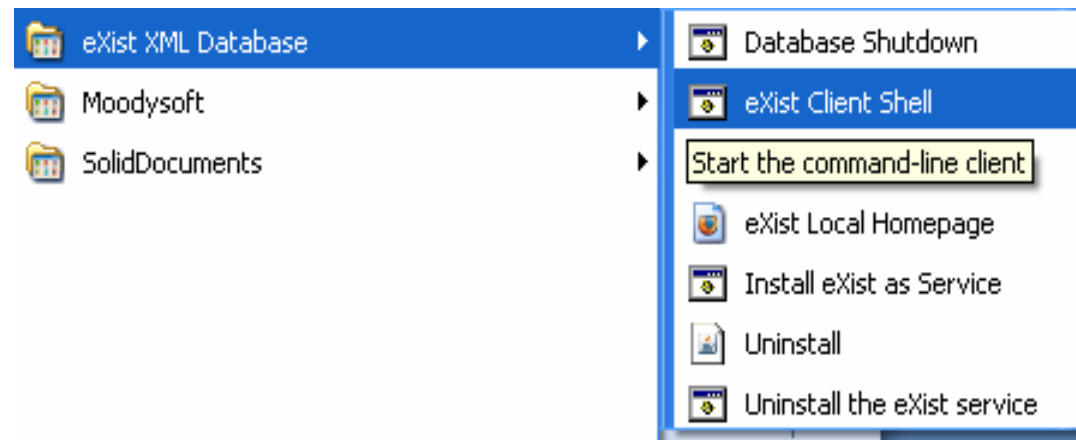 eXist XML Database
Moodysoft
SolidDocuments
Database Shutdown
eXist Client Shell
Start the command-line client
eXist Local Homepage
Install eXist as Service
Uninstall
Uninstall the eXist service